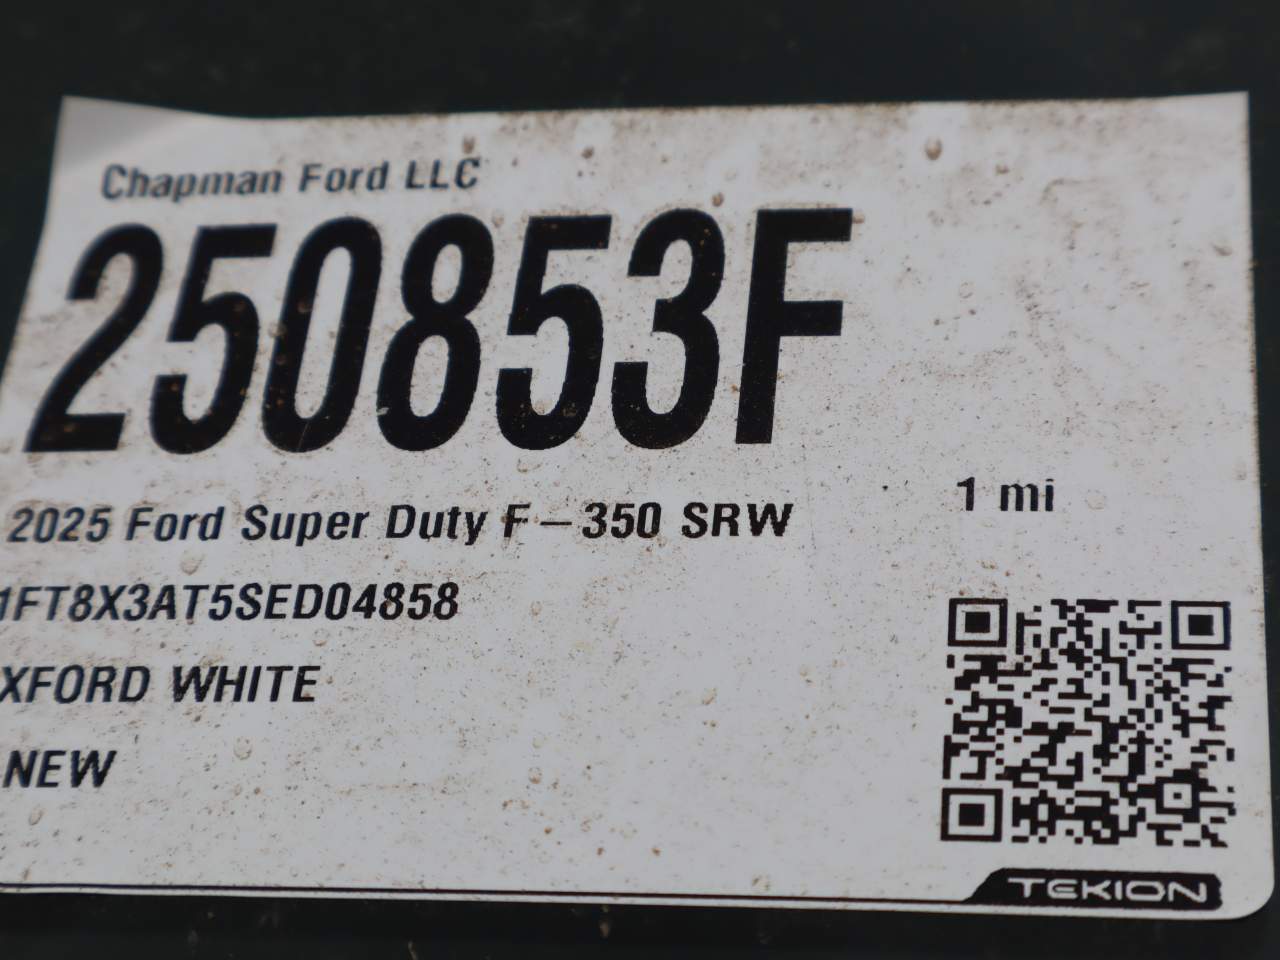 Chapman Ford LLC
250853F
2025 Ford Super Duty F-350 SRW
1 mi
1FT8X3AT5SED04858
XFORD WHITE
NEW
TEKION